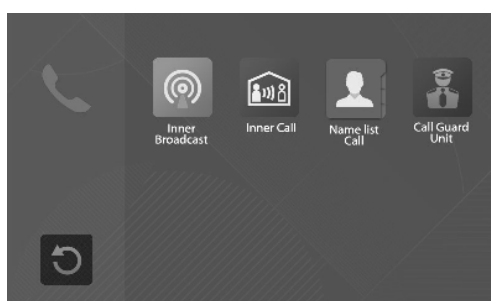 Inner
Broadcast
Inner Call
Name list
Call
Call Guard
Unit